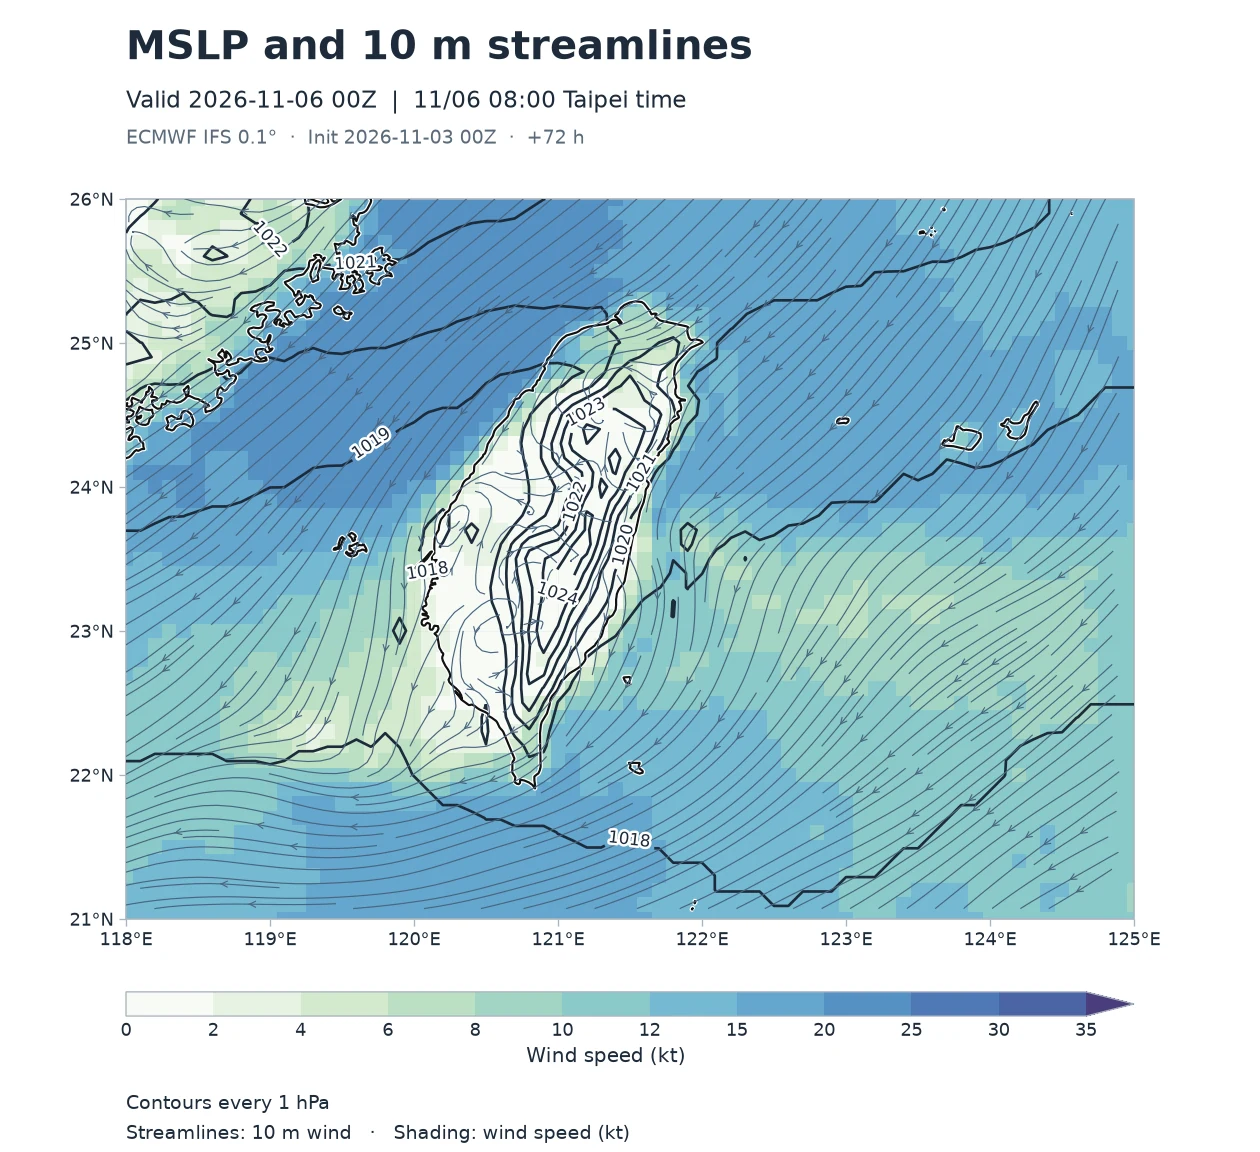 MSLP and 10 m streamlines
Valid 2026-11-06 00Z | 11/06 08:00 Taipei time
ECMWF IFS 0.1° · Init 2026-11-03 00Z · +72 h
26°N
1022
1021
25°N
1023
1019
1021
24°N
1022
1020
1018
1024
23°N
22°N
1018
21°N
118°E 119°E 120°E 121°E 122°E 123°E 124°E 125°E
0 2 4 6 8 10 12 15 20 25 30 35
Wind speed (kt)
Contours every 1 hPa
Streamlines: 10 m wind · Shading: wind speed (kt)